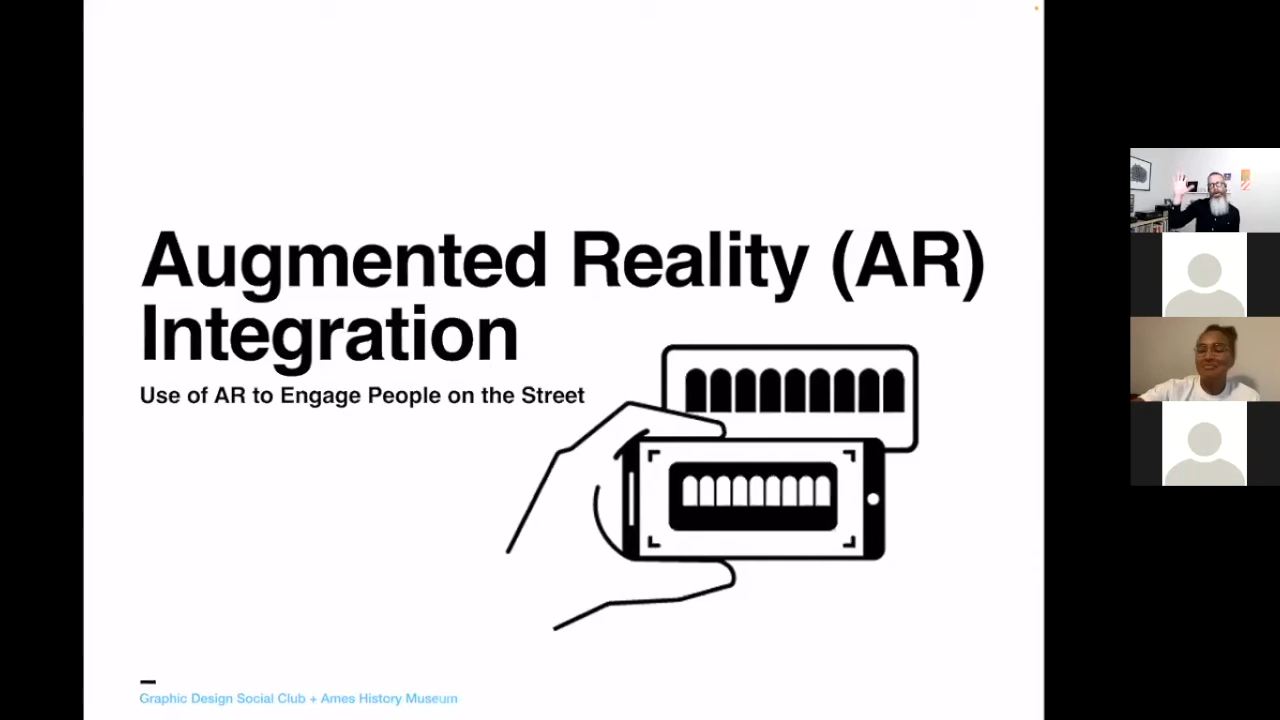 Augmented Reality (AR)
Integration
Use of AR to Engage People on the Street
Graphic Design Social Club + Ames History Museum